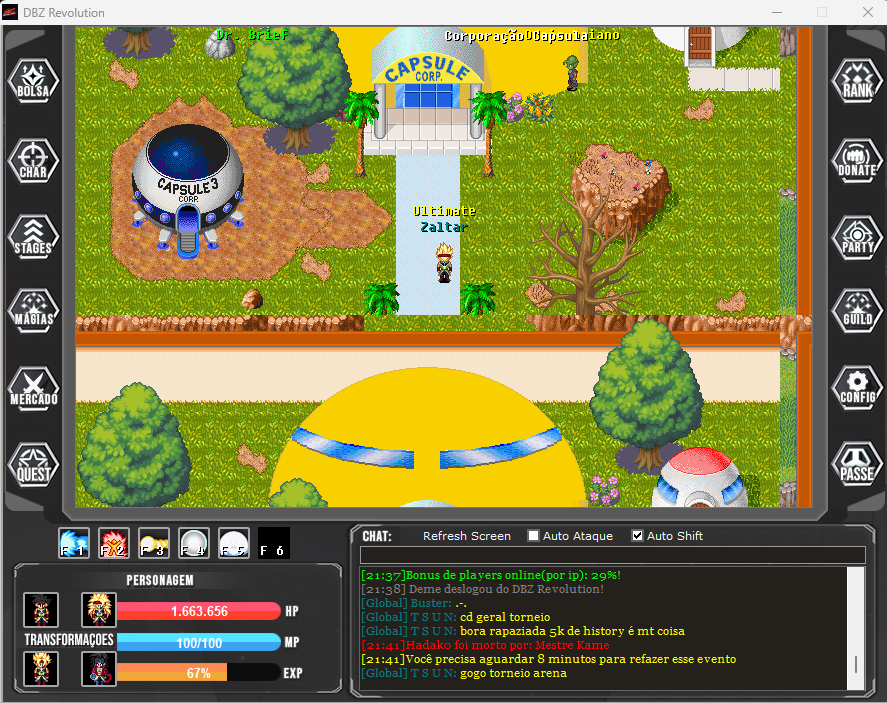 DBZ Revolution
Dr. Brief
Corporação Capsula
iano
CAPSULE
CORP.
CAPSULE 3
CORP.
Ultimate
Zaltar
BOLSA
CHAR
STAGES
MAGIAS
MERCADO
QUEST
RANK
DONATE
PARTY
GUILD
CONFIG
PASSE
F 1
F 2
F 3
F 4
F 5
F 6
PERSONAGEM
1.663.656 HP
TRANSFORMAÇOES
100/100 MP
67% EXP
CHAT: Refresh Screen Auto Ataque Auto Shift
[21:37]Bonus de players online(por ip): 29%!
[21:38] Deme deslogou do DBZ Revolution!
[Global] Buster: .-.
[Global] T S U N: cd geral torneio
[Global] T S U N: bora rapaziada 5k de history é mt coisa
[21:41]Hadako foi morto por: Mestre Kame
[21:41]Você precisa aguardar 8 minutos para refazer esse evento
[Global] T S U N: gogo torneio arena